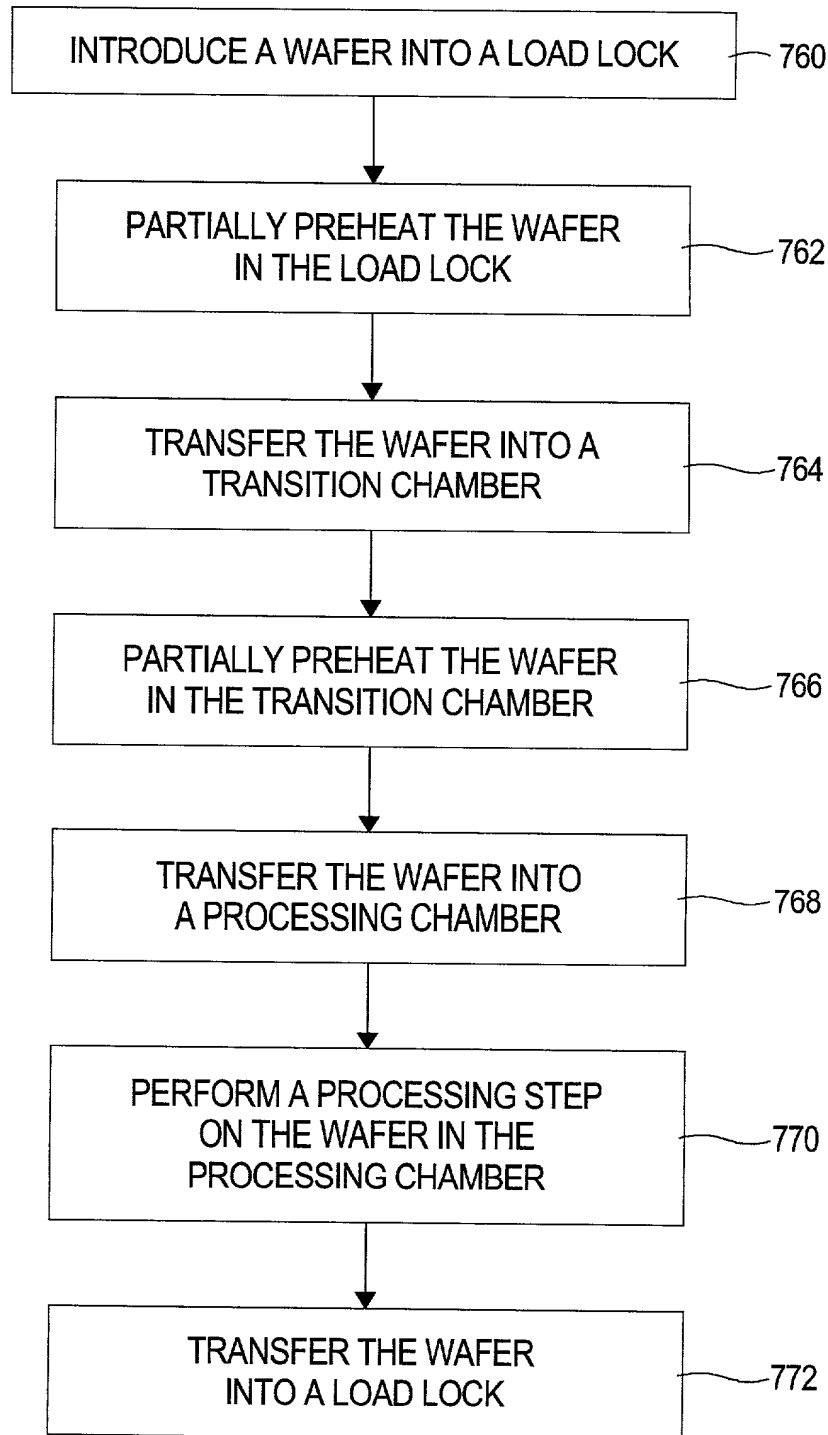 INTRODUCE A WAFER INTO A LOAD LOCK
760
PARTIALLY PREHEAT THE WAFER
IN THE LOAD LOCK
762
TRANSFER THE WAFER INTO A
TRANSITION CHAMBER
764
PARTIALLY PREHEAT THE WAFER
IN THE TRANSITION CHAMBER
766
TRANSFER THE WAFER INTO
A PROCESSING CHAMBER
768
PERFORM A PROCESSING STEP
ON THE WAFER IN THE
PROCESSING CHAMBER
770
TRANSFER THE WAFER
INTO A LOAD LOCK
772